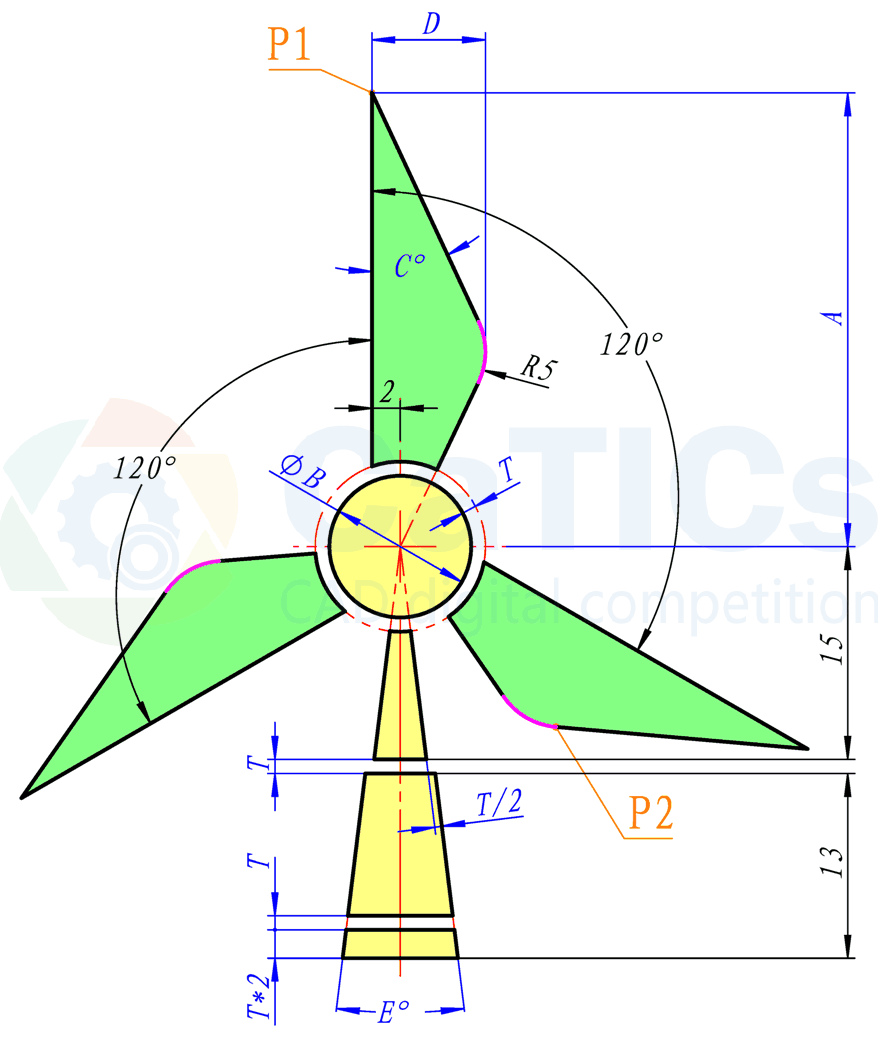 D
P1
A
C°
120°
R5
2
CaTICs
120°
ØB
T
CAD digital competition
15
T
T/2
P2
T
13
T*2
E°